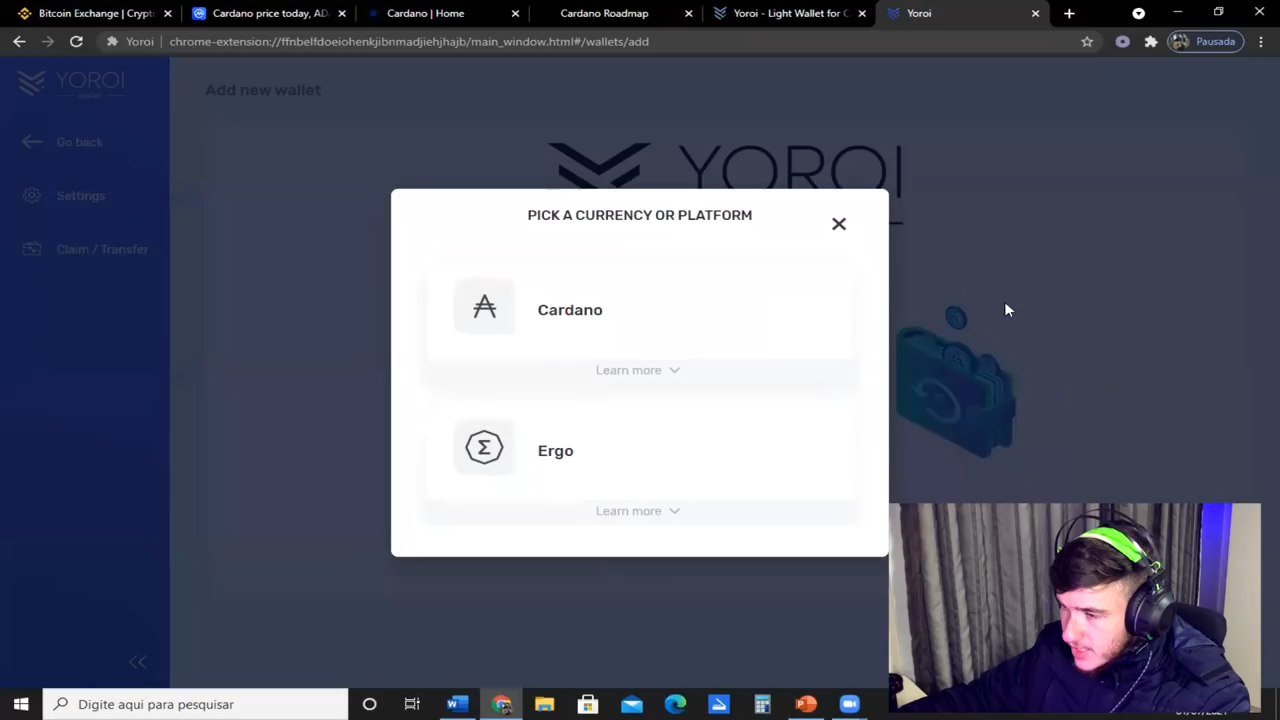 Bitcoin Exchange | Crypt
Cardano price today, AD
Cardano | Home
Cardano Roadmap
Yoroi - Light Wallet for C
Yoroi
Yoroi
chrome-extension://ffnbelfdoeiohenkjibnmadjiehjhajb/main_window.html#/wallets/add
Pausada
YOROI
Add new wallet
Go back
Settings
Claim / Transfer
YOROI
PICK A CURRENCY OR PLATFORM
Cardano
Learn more
Ergo
Learn more
Digite aqui para pesquisar